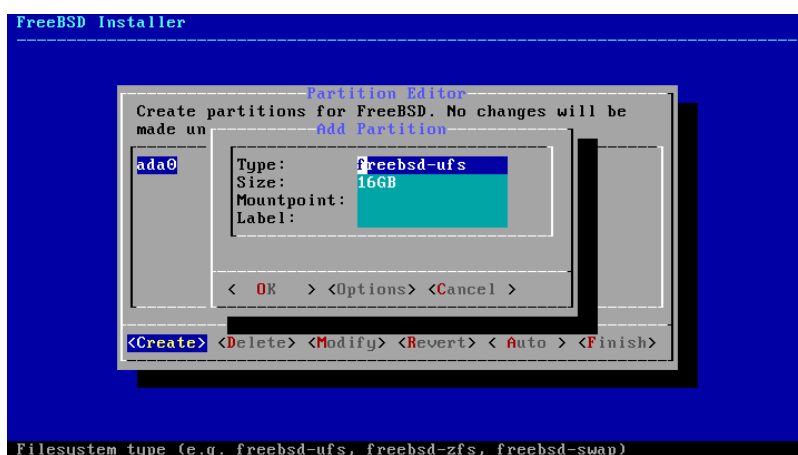 FreeBSD Installer
Partition Editor
Create partitions for FreeBSD. No changes will be
made un
Add Partition
ada0
Type: freebsd-ufs
Size: 16GB
Mountpoint:
Label:
< OK > <Options> <Cancel >
<Create> <Delete> <Modify> <Revert> < Auto > <Finish>
Filesystem type (e.g. freebsd-ufs, freebsd-zfs, freebsd-swap)